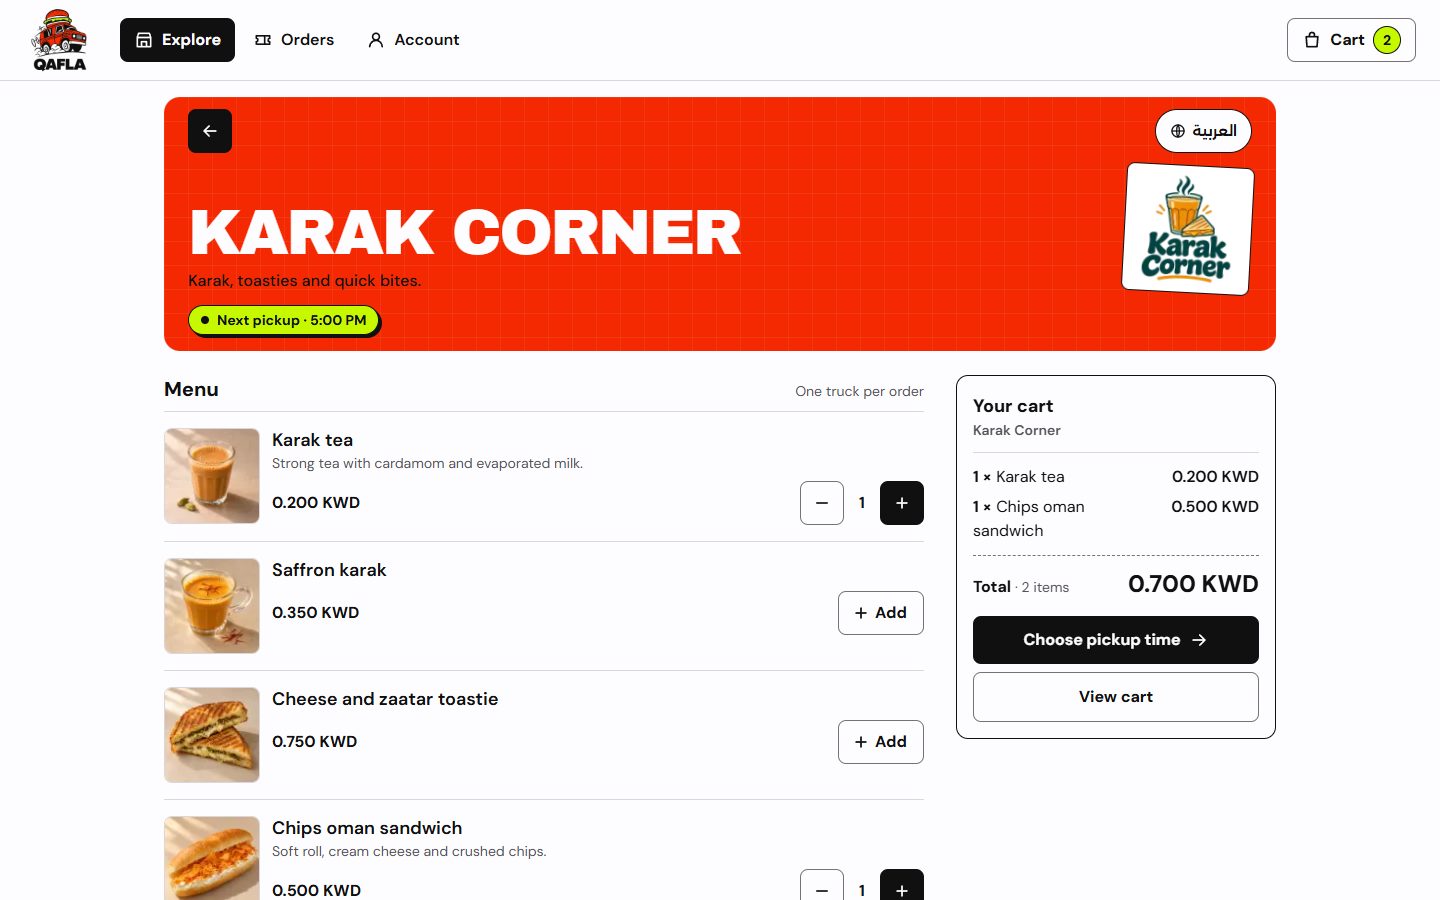 QAFLA
Explore
Orders
Account
Cart 2
العربية
KARAK CORNER
Karak, toasties and quick bites.
Next pickup · 5:00 PM
Karak
Corner
Menu
One truck per order
Karak tea
Strong tea with cardamom and evaporated milk.
0.200 KWD
− 1 +
Saffron karak
0.350 KWD
+ Add
Cheese and zaatar toastie
0.750 KWD
+ Add
Chips oman sandwich
Soft roll, cream cheese and crushed chips.
0.500 KWD
− 1 +
Your cart
Karak Corner
1 × Karak tea 0.200 KWD
1 × Chips oman 0.500 KWD
sandwich
Total · 2 items 0.700 KWD
Choose pickup time →
View cart